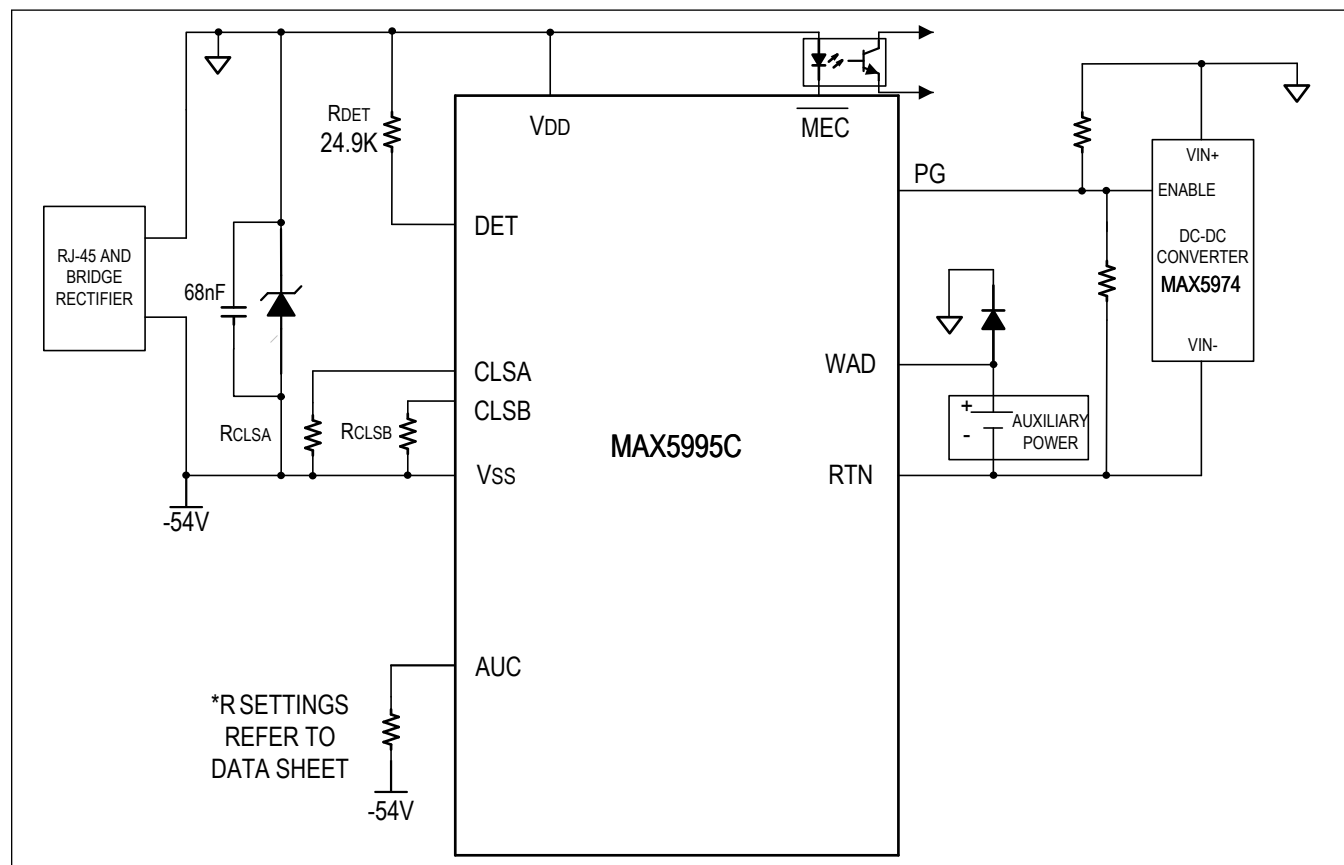 RDET
24.9K
VDD
MEC
PG
VIN+
ENABLE
DC-DC
CONVERTER
MAX5974
VIN-
DET
RJ-45 AND
BRIDGE
RECTIFIER
68nF
CLSA
CLSB
RCLSA
RCLSB
MAX5995C
WAD
+
-
AUXILIARY
POWER
VSS
RTN
-54V
AUC
*R SETTINGS
REFER TO
DATA SHEET
-54V